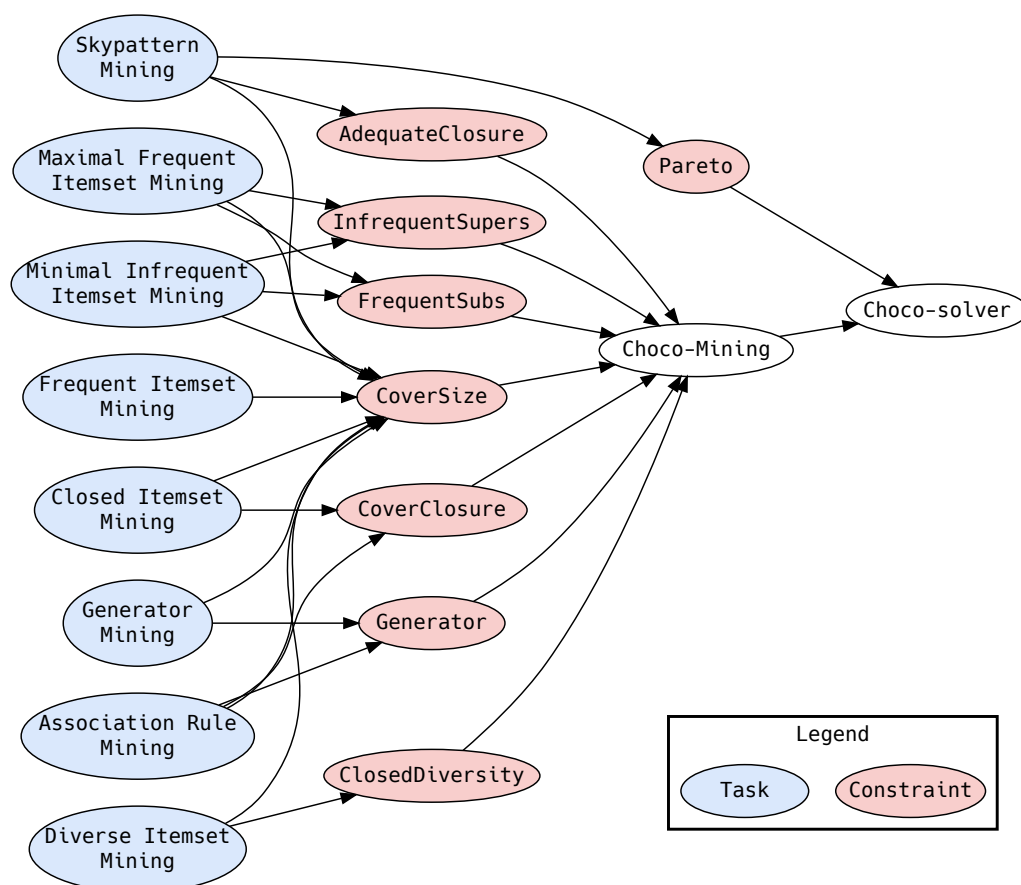 Skypattern
Mining
Maximal Frequent
Itemset Mining
Minimal Infrequent
Itemset Mining
Frequent Itemset
Mining
Closed Itemset
Mining
Generator
Mining
Association Rule
Mining
Diverse Itemset
Mining
AdequateClosure
InfrequentSupers
FrequentSubs
CoverSize
CoverClosure
Generator
ClosedDiversity
Pareto
Choco-Mining
Choco-solver
Legend
Task
Constraint